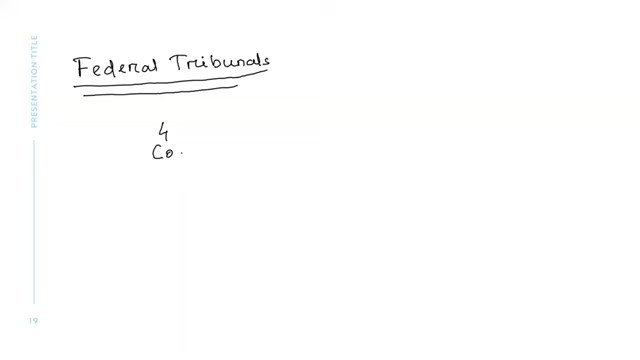 PRESENTATION TITLE
Federal Tribunals
4
Co.
19